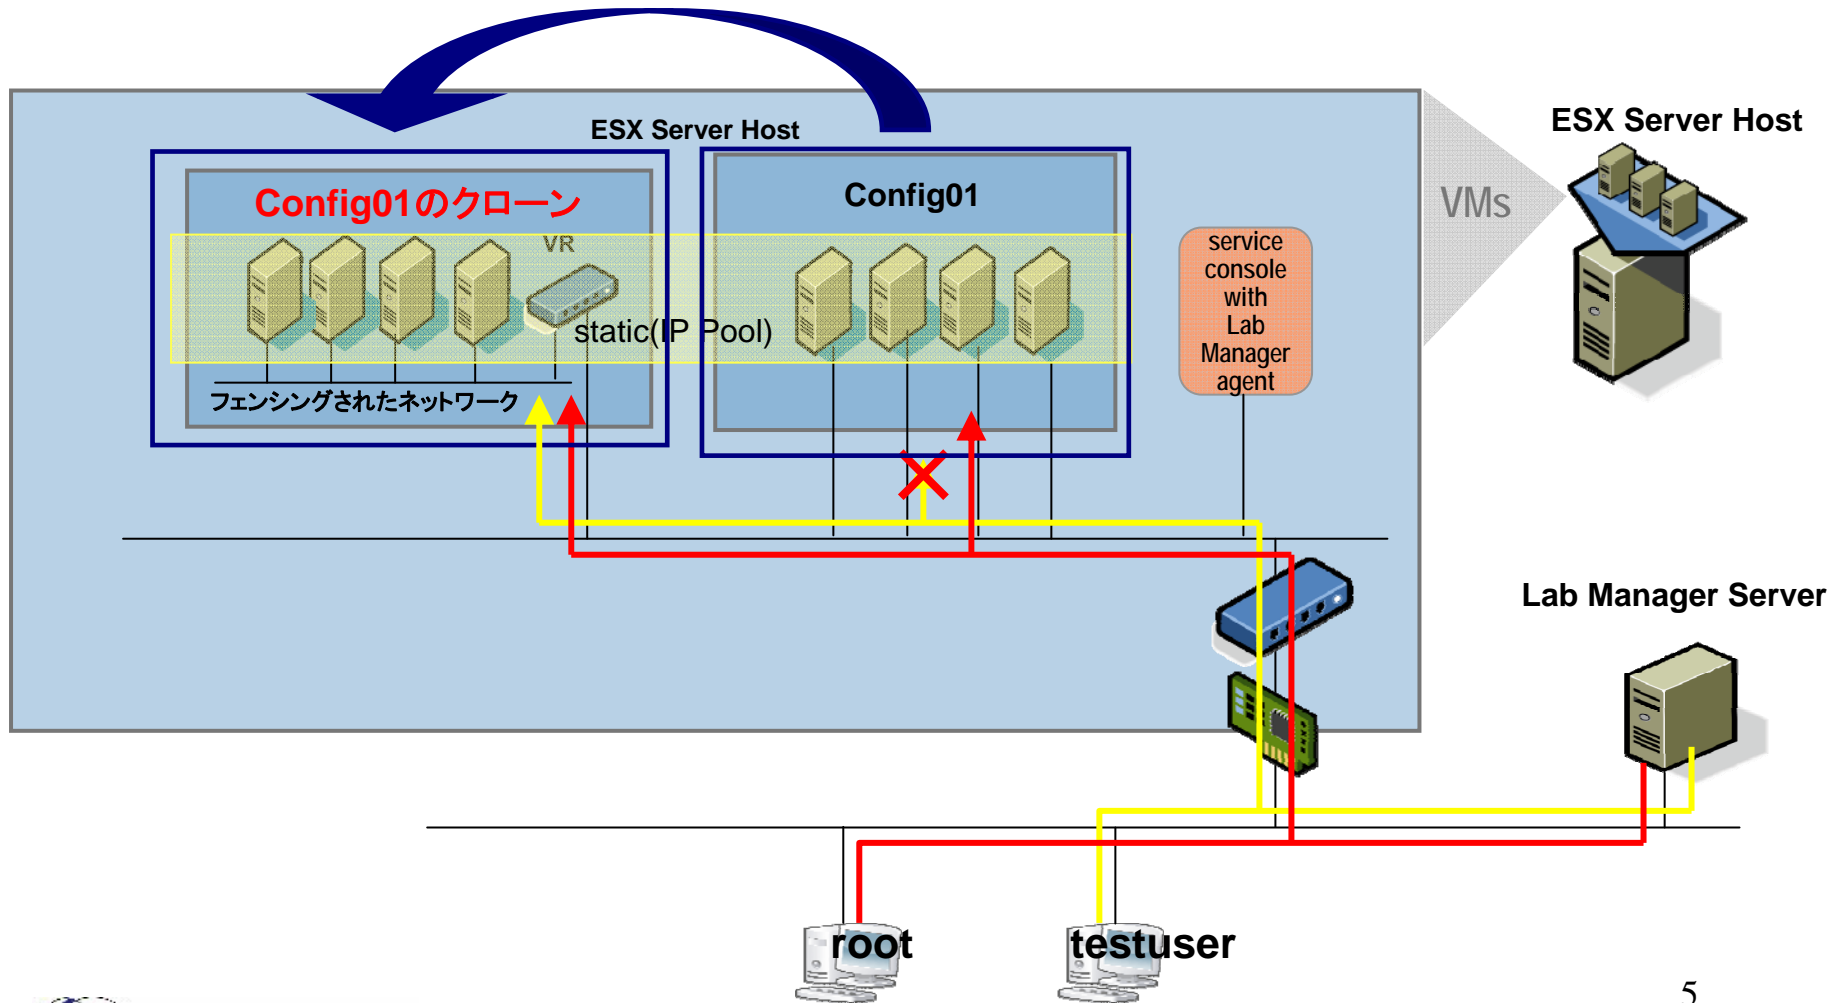 ESX Server Host
ESX Server Host
Config01のクローン
Config01
VMs
VR
service
console
with
Lab
Manager
agent
static(IP Pool)
フェンシングされたネットワーク
Lab Manager Server
root
testuser
5